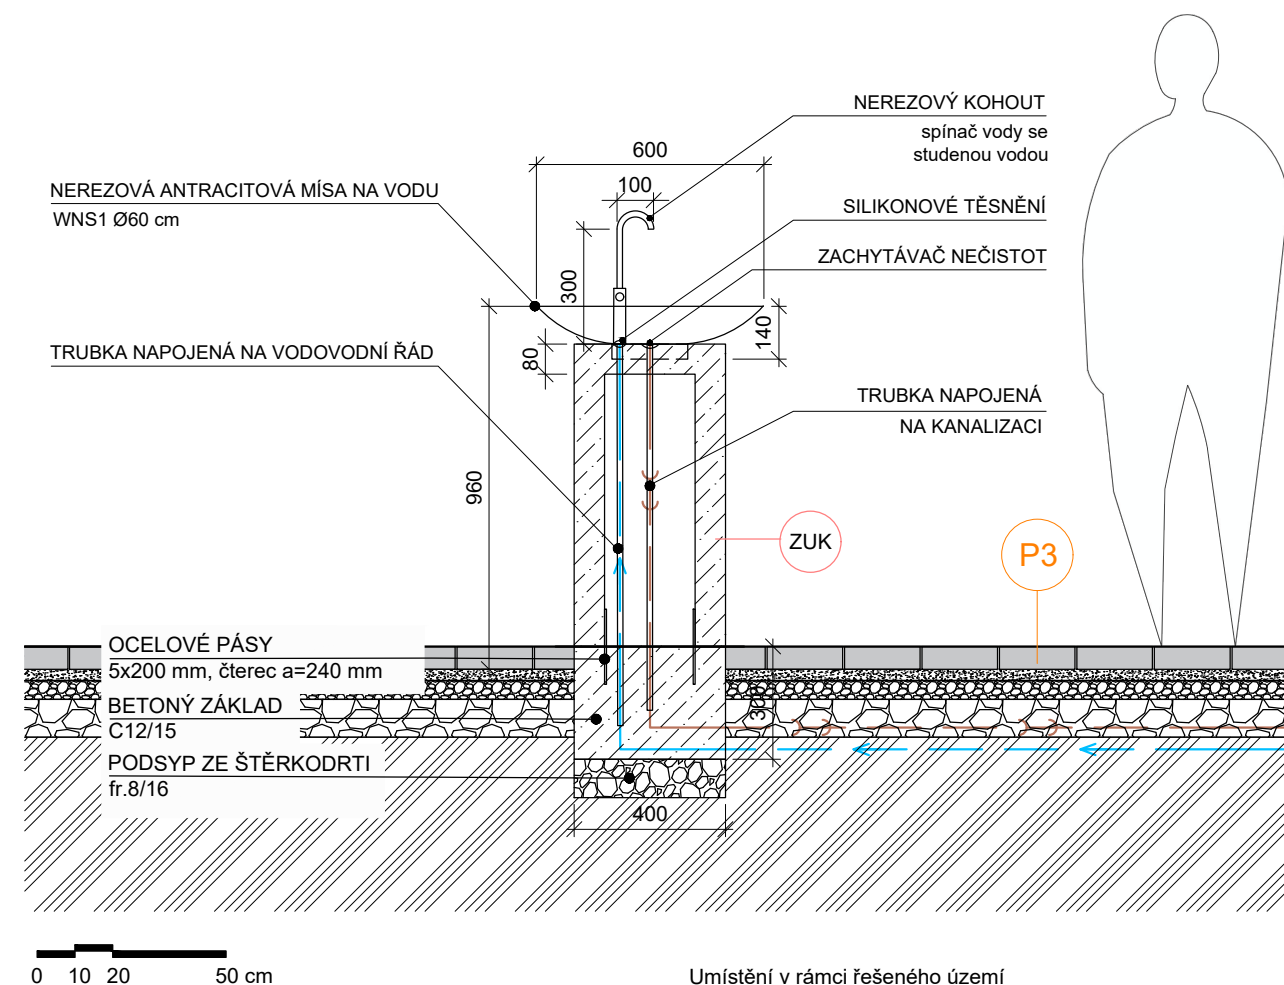 NEREZOVÝ KOHOUT
spínač vody se
studenou vodou
600
100
NEREZOVÁ ANTRACITOVÁ MÍSA NA VODU
WNS1 Ø60 cm
SILIKONOVÉ TĚSNĚNÍ
ZACHYTÁVAČ NEČISTOT
300
140
80
TRUBKA NAPOJENÁ NA VODOVODNÍ ŘÁD
TRUBKA NAPOJENÁ
NA KANALIZACI
960
ZUK
P3
OCELOVÉ PÁSY
5x200 mm, čterec a=240 mm
BETONÝ ZÁKLAD
C12/15
300
PODSYP ZE ŠTĚRKODRTI
fr.8/16
400
0 10 20 50 cm
Umístění v rámci řešeného území